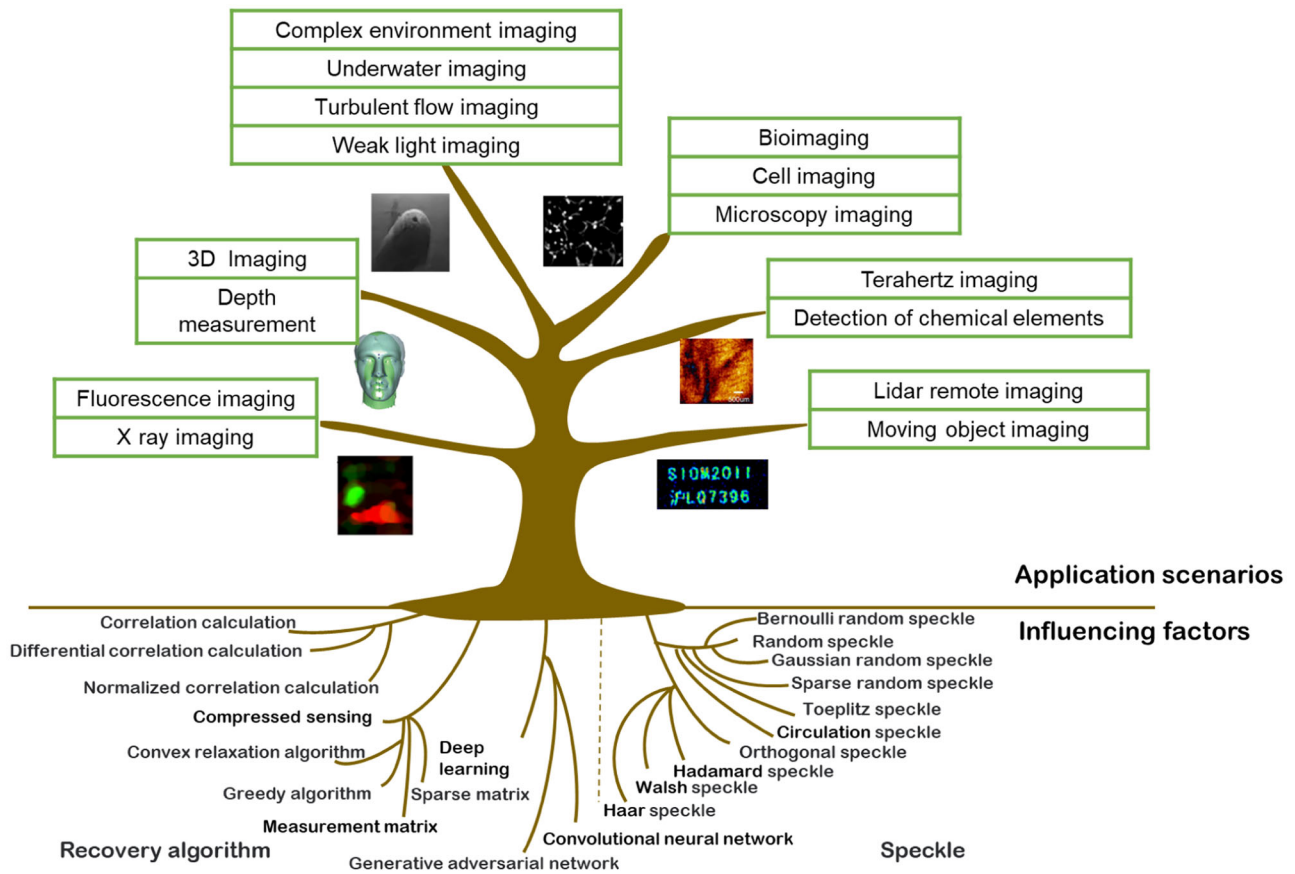 Complex environment imaging
Underwater imaging
Turbulent flow imaging
Weak light imaging
Bioimaging
Cell imaging
Microscopy imaging
3D Imaging
Depth
measurement
Terahertz imaging
Detection of chemical elements
500um
Fluorescence imaging
X ray imaging
Lidar remote imaging
Moving object imaging
SIOM2011
PLQ7396
Application scenarios
Influencing factors
Correlation calculation
Differential correlation calculation
Normalized correlation calculation
Compressed sensing
Convex relaxation algorithm
Greedy algorithm
Measurement matrix
Sparse matrix
Deep
learning
Generative adversarial network
Convolutional neural network
Bernoulli random speckle
Random speckle
Gaussian random speckle
Sparse random speckle
Toeplitz speckle
Circulation speckle
Orthogonal speckle
Hadamard speckle
Walsh speckle
Haar speckle
Recovery algorithm
Speckle